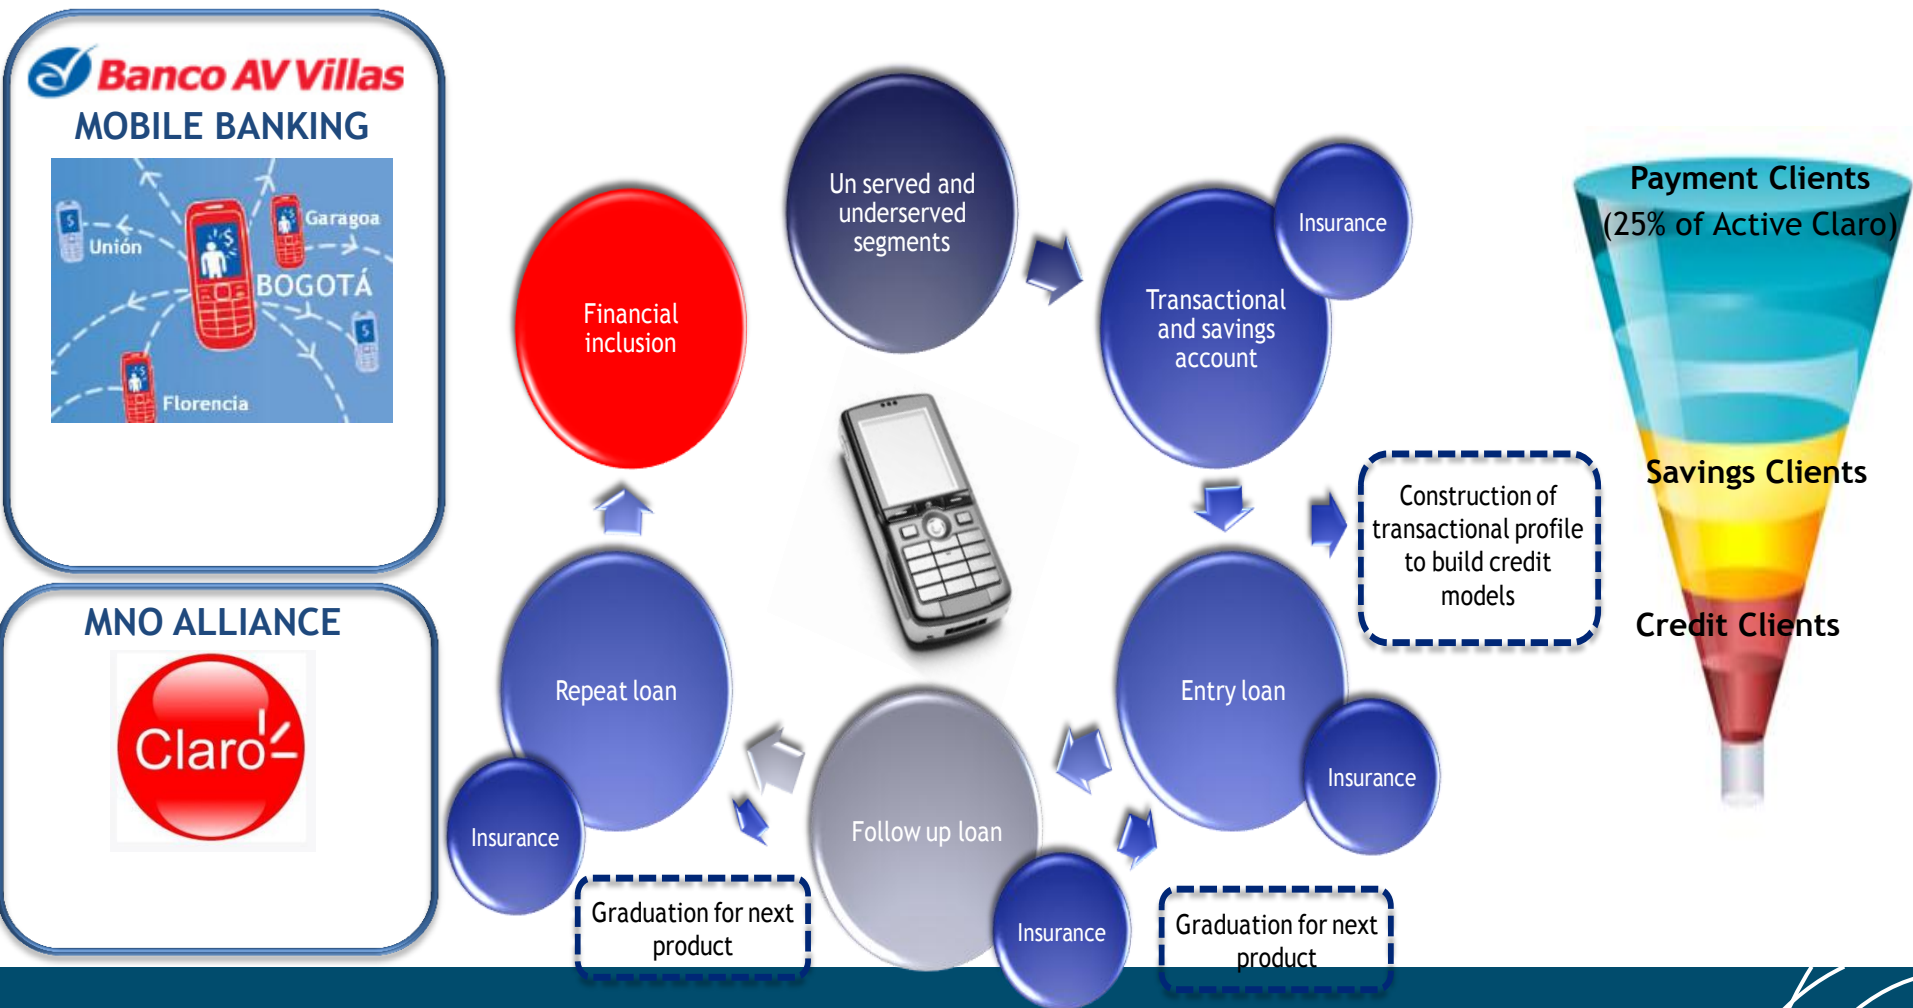 Banco AV Villas
MOBILE BANKING
Garagoa
Unión
BOGOTÁ
Florencia
MNO ALLIANCE
Claro
Un served and
underserved
segments
Transactional
and savings
account
Insurance
Construction of
transactional profile
to build credit
models
Entry loan
Insurance
Graduation for next
product
Follow up loan
Insurance
Graduation for next
product
Repeat loan
Insurance
Financial
inclusion
Payment Clients
(25% of Active Claro)
Savings Clients
Credit Clients